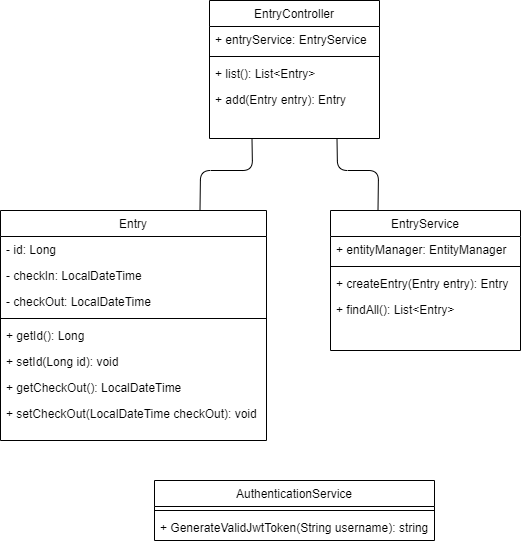 EntryController
+ entryService: EntryService
+ list(): List<Entry>
+ add(Entry entry): Entry
Entry
- id: Long
- checkIn: LocalDateTime
- checkOut: LocalDateTime
+ getId(): Long
+ setId(Long id): void
+ getCheckOut(): LocalDateTime
+ setCheckOut(LocalDateTime checkOut): void
EntryService
+ entityManager: EntityManager
+ createEntry(Entry entry): Entry
+ findAll(): List<Entry>
AuthenticationService
+ GenerateValidJwtToken(String username): string